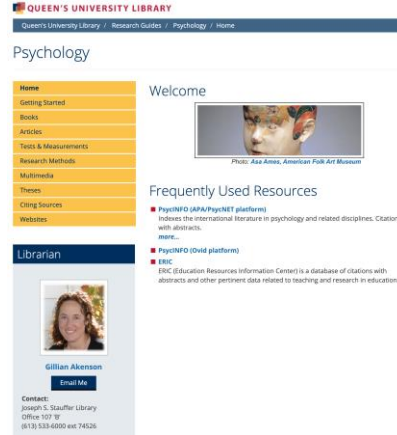 QUEEN'S UNIVERSITY LIBRARY
Queen's University Library / Research Guides / Psychology / Home
Psychology
Home
Getting Started
Books
Articles
Tests & Measurements
Research Methods
Multimedia
Theses
Citing Sources
Websites
Librarian
Gillian Akenson
Email Me
Contact:
Joseph S. Stauffer Library
Office 107 'B'
(613) 533-6000 ext 74526
Welcome
Photo: Asa Ames, American Folk Art Museum
Frequently Used Resources
PsycINFO (APA/PsycNET platform)
Indexes the international literature in psychology and related disciplines. Citation
with abstracts.
more...
PsycINFO (Ovid platform)
ERIC
ERIC (Education Resources Information Center) is a database of citations with
abstracts and other pertinent data related to teaching and research in education